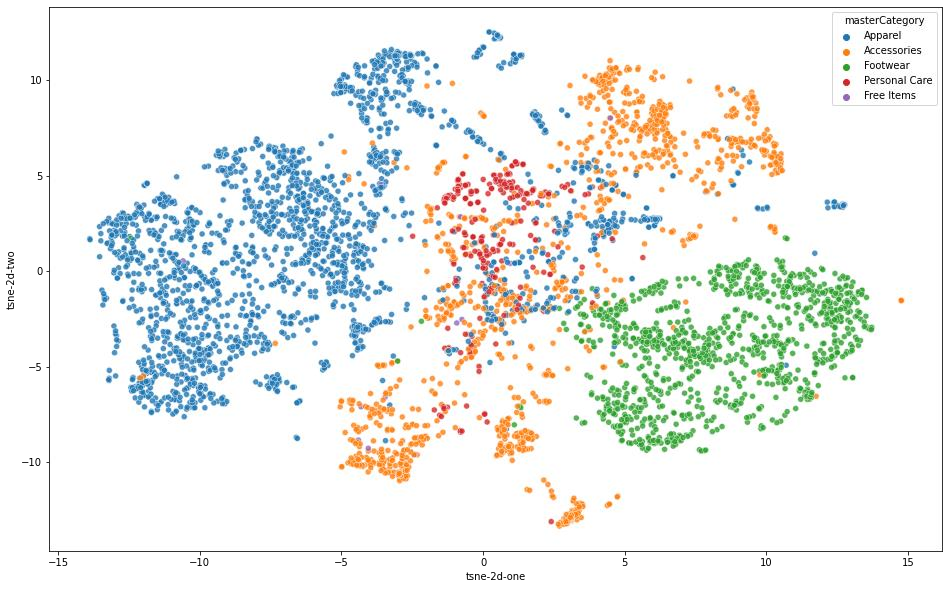 masterCategory
Apparel
Accessories
Footwear
Personal Care
Free Items
tsne-2d-two
10
5
0
−5
−10
−15
−10
−5
0
5
10
15
tsne-2d-one